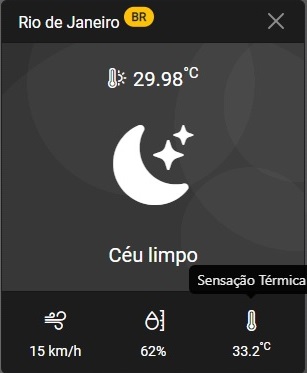 Rio de Janeiro BR
29.98°C
Céu limpo
Sensação Térmica
15 km/h 62% 33.2°C